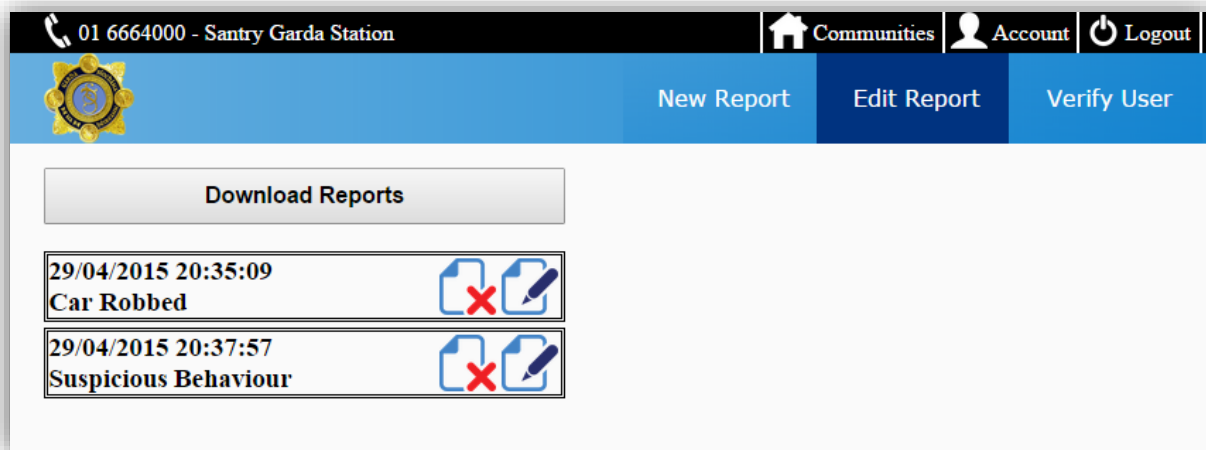 01 6664000 - Santry Garda Station
Communities
Account
Logout
New Report
Edit Report
Verify User
Download Reports
29/04/2015 20:35:09
Car Robbed
29/04/2015 20:37:57
Suspicious Behaviour